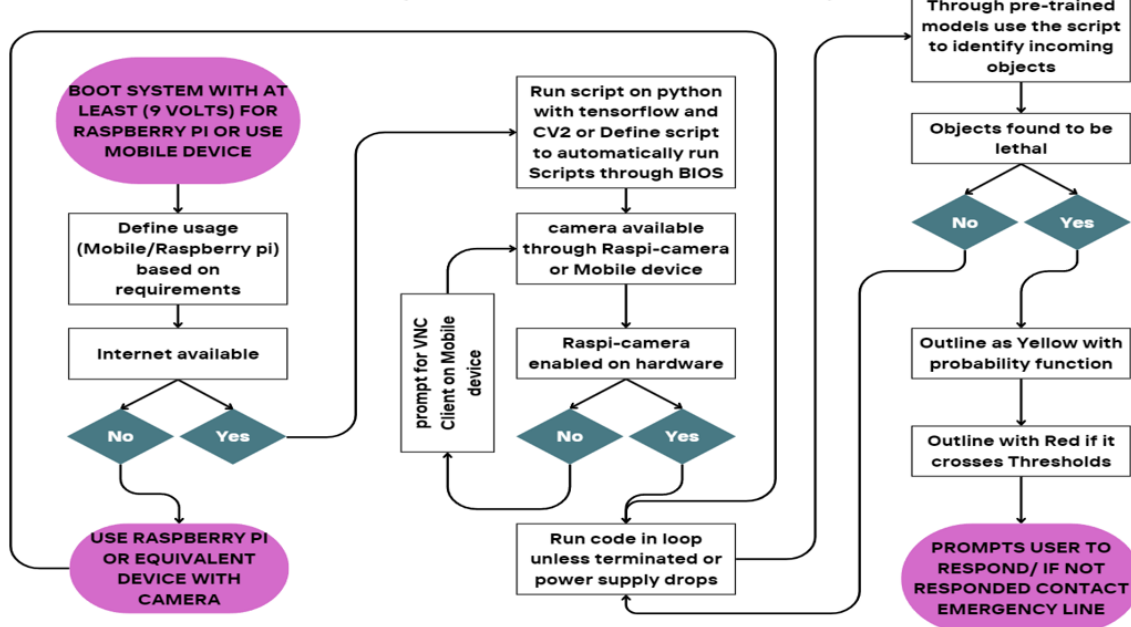 BOOT SYSTEM WITH AT
LEAST (9 VOLTS) FOR
RASPBERRY PI OR USE
MOBILE DEVICE
Define usage
(Mobile/Raspberry pi)
based on
requirements
Internet available
No
Yes
USE RASPBERRY PI
OR EQUIVALENT
DEVICE WITH
CAMERA
Run script on python
with tensorflow and
CV2 or Define script
to automatically run
Scripts through BIOS
camera available
through Raspi-camera
or Mobile device
prompt for VNC
Client on Mobile
device
Raspi-camera
enabled on hardware
No
Yes
Run code in loop
unless terminated or
power supply drops
Through pre-trained
models use the script
to identify incoming
objects
Objects found to be
lethal
No
Yes
Outline as Yellow with
probability function
Outline with Red if it
crosses Thresholds
PROMPTS USER TO
RESPOND/ IF NOT
RESPONDED CONTACT
EMERGENCY LINE